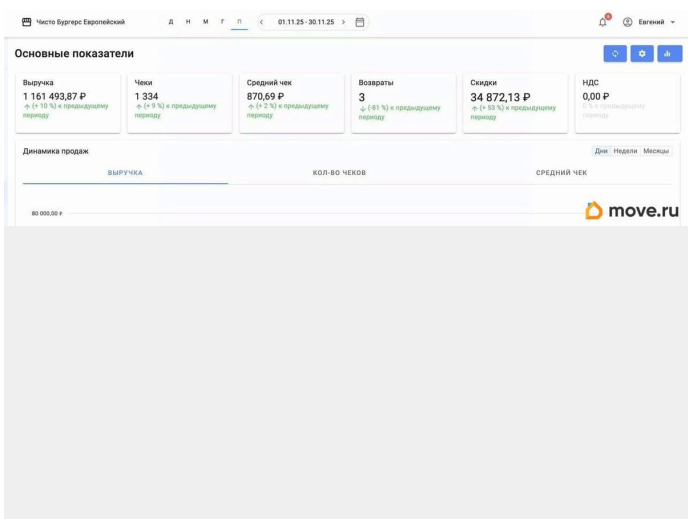 Чисто Бургерс Европейский
Д Н М Г П
01.11.25 - 30.11.25
Евгений
Основные показатели
Выручка
1 161 493,87 ₽
(+ 10 %) к предыдущему
периоду
Чеки
1 334
(+ 9 %) к предыдущему
периоду
Средний чек
870,69 ₽
(+ 2 %) к предыдущему
периоду
Возвраты
3
(-81 %) к предыдущему
периоду
Скидки
34 872,13 ₽
(+ 53 %) к предыдущему
периоду
НДС
0,00 ₽
0 % к предыдущему
периоду
Динамика продаж
Дни Недели Месяцы
ВЫРУЧКА КОЛ-ВО ЧЕКОВ СРЕДНИЙ ЧЕК
80 000,00 ₽
move.ru